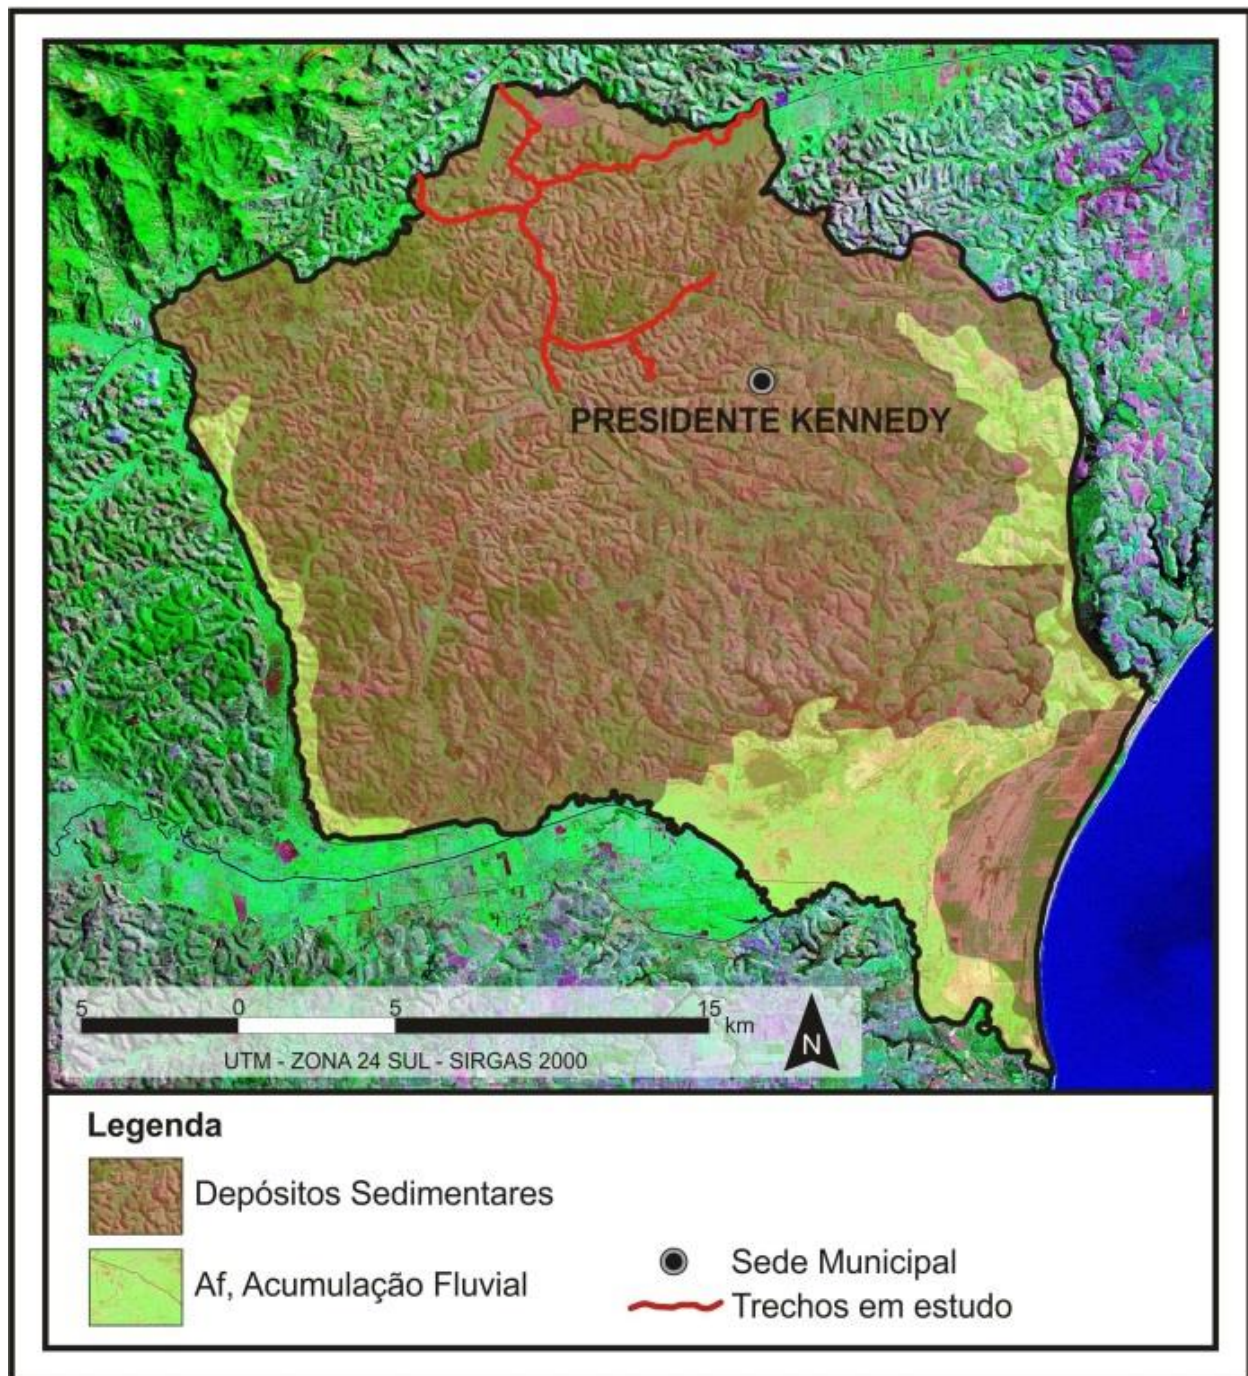 PRESIDENTE KENNEDY
5 0 5 15
km
N
UTM - ZONA 24 SUL - SIRGAS 2000
Legenda
Depósitos Sedimentares
Af, Acumulação Fluvial
Sede Municipal
Trechos em estudo